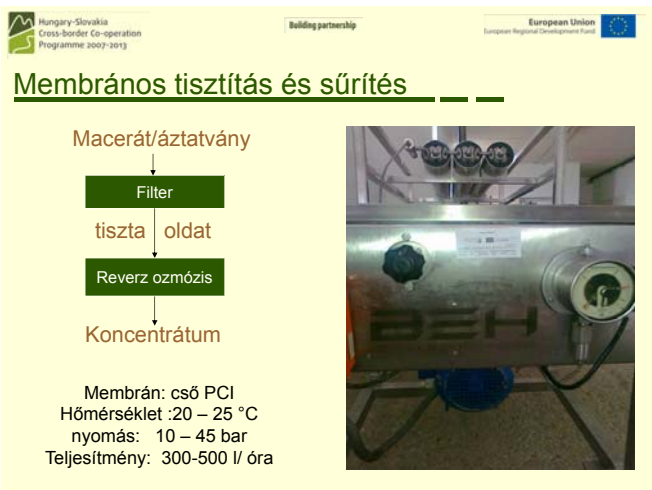 Hungary-Slovakia
Cross-border Co-operation
Programme 2007-2013
Building partnership
European Union
European Regional Development Fund
Membrános tisztítás és sűrítés
Macerát/áztatvány
Filter
tiszta oldat
Reverz ozmózis
Koncentrátum
Membrán: cső PCI
Hőmérséklet :20 – 25 °C
nyomás: 10 – 45 bar
Teljesítmény: 300-500 l/ óra